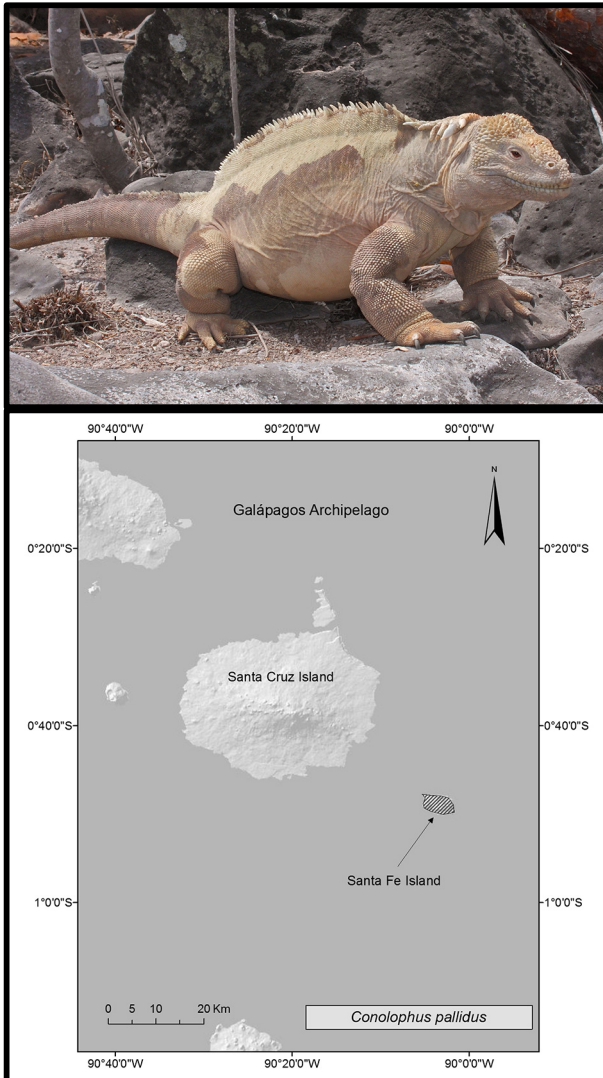 90°40'0"W 90°20'0"W 90°0'0"W
N
Galápagos Archipelago
0°20'0"S 0°20'0"S
Santa Cruz Island
0°40'0"S 0°40'0"S
Santa Fe Island
1°0'0"S 1°0'0"S
0 5 10 20 Km
Conolophus pallidus
90°40'0"W 90°20'0"W 90°0'0"W